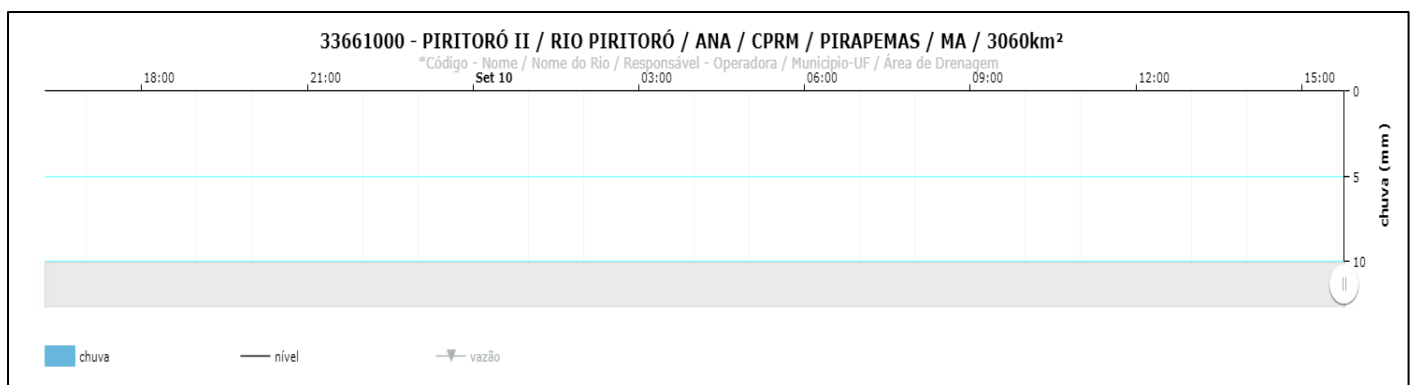 33661000 - PIRITORÓ II / RIO PIRITORÓ / ANA / CPRM / PIRAPEMAS / MA / 3060km²
*Código - Nome / Nome do Rio / Responsável - Operadora / Municipio-UF / Área de Drenagem
18:00 21:00 Set 10 03:00 06:00 09:00 12:00 15:00
0
5
10
chuva (mm)
chuva nível vazão